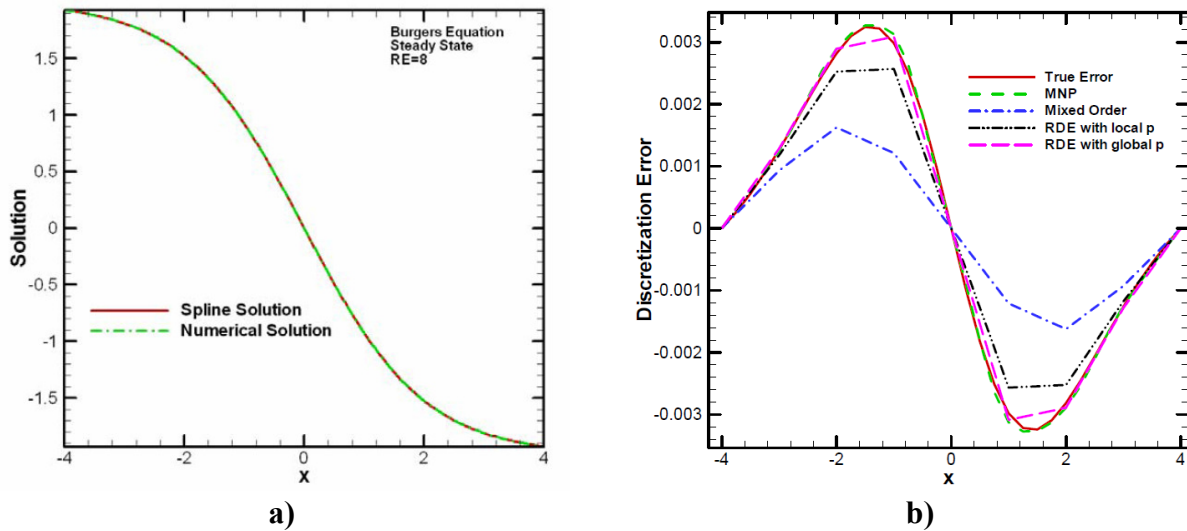 Burgers Equation
Steady State
RE=8
Solution
1.5
1
0.5
0
-0.5
-1
-1.5
Spline Solution
Numerical Solution
-4
-2
0
2
4
X
a)
Discretization Error
0.003
0.002
0.001
0
-0.001
-0.002
-0.003
True Error
MNP
Mixed Order
RDE with local p
RDE with global p
-4
-2
0
2
4
x
b)